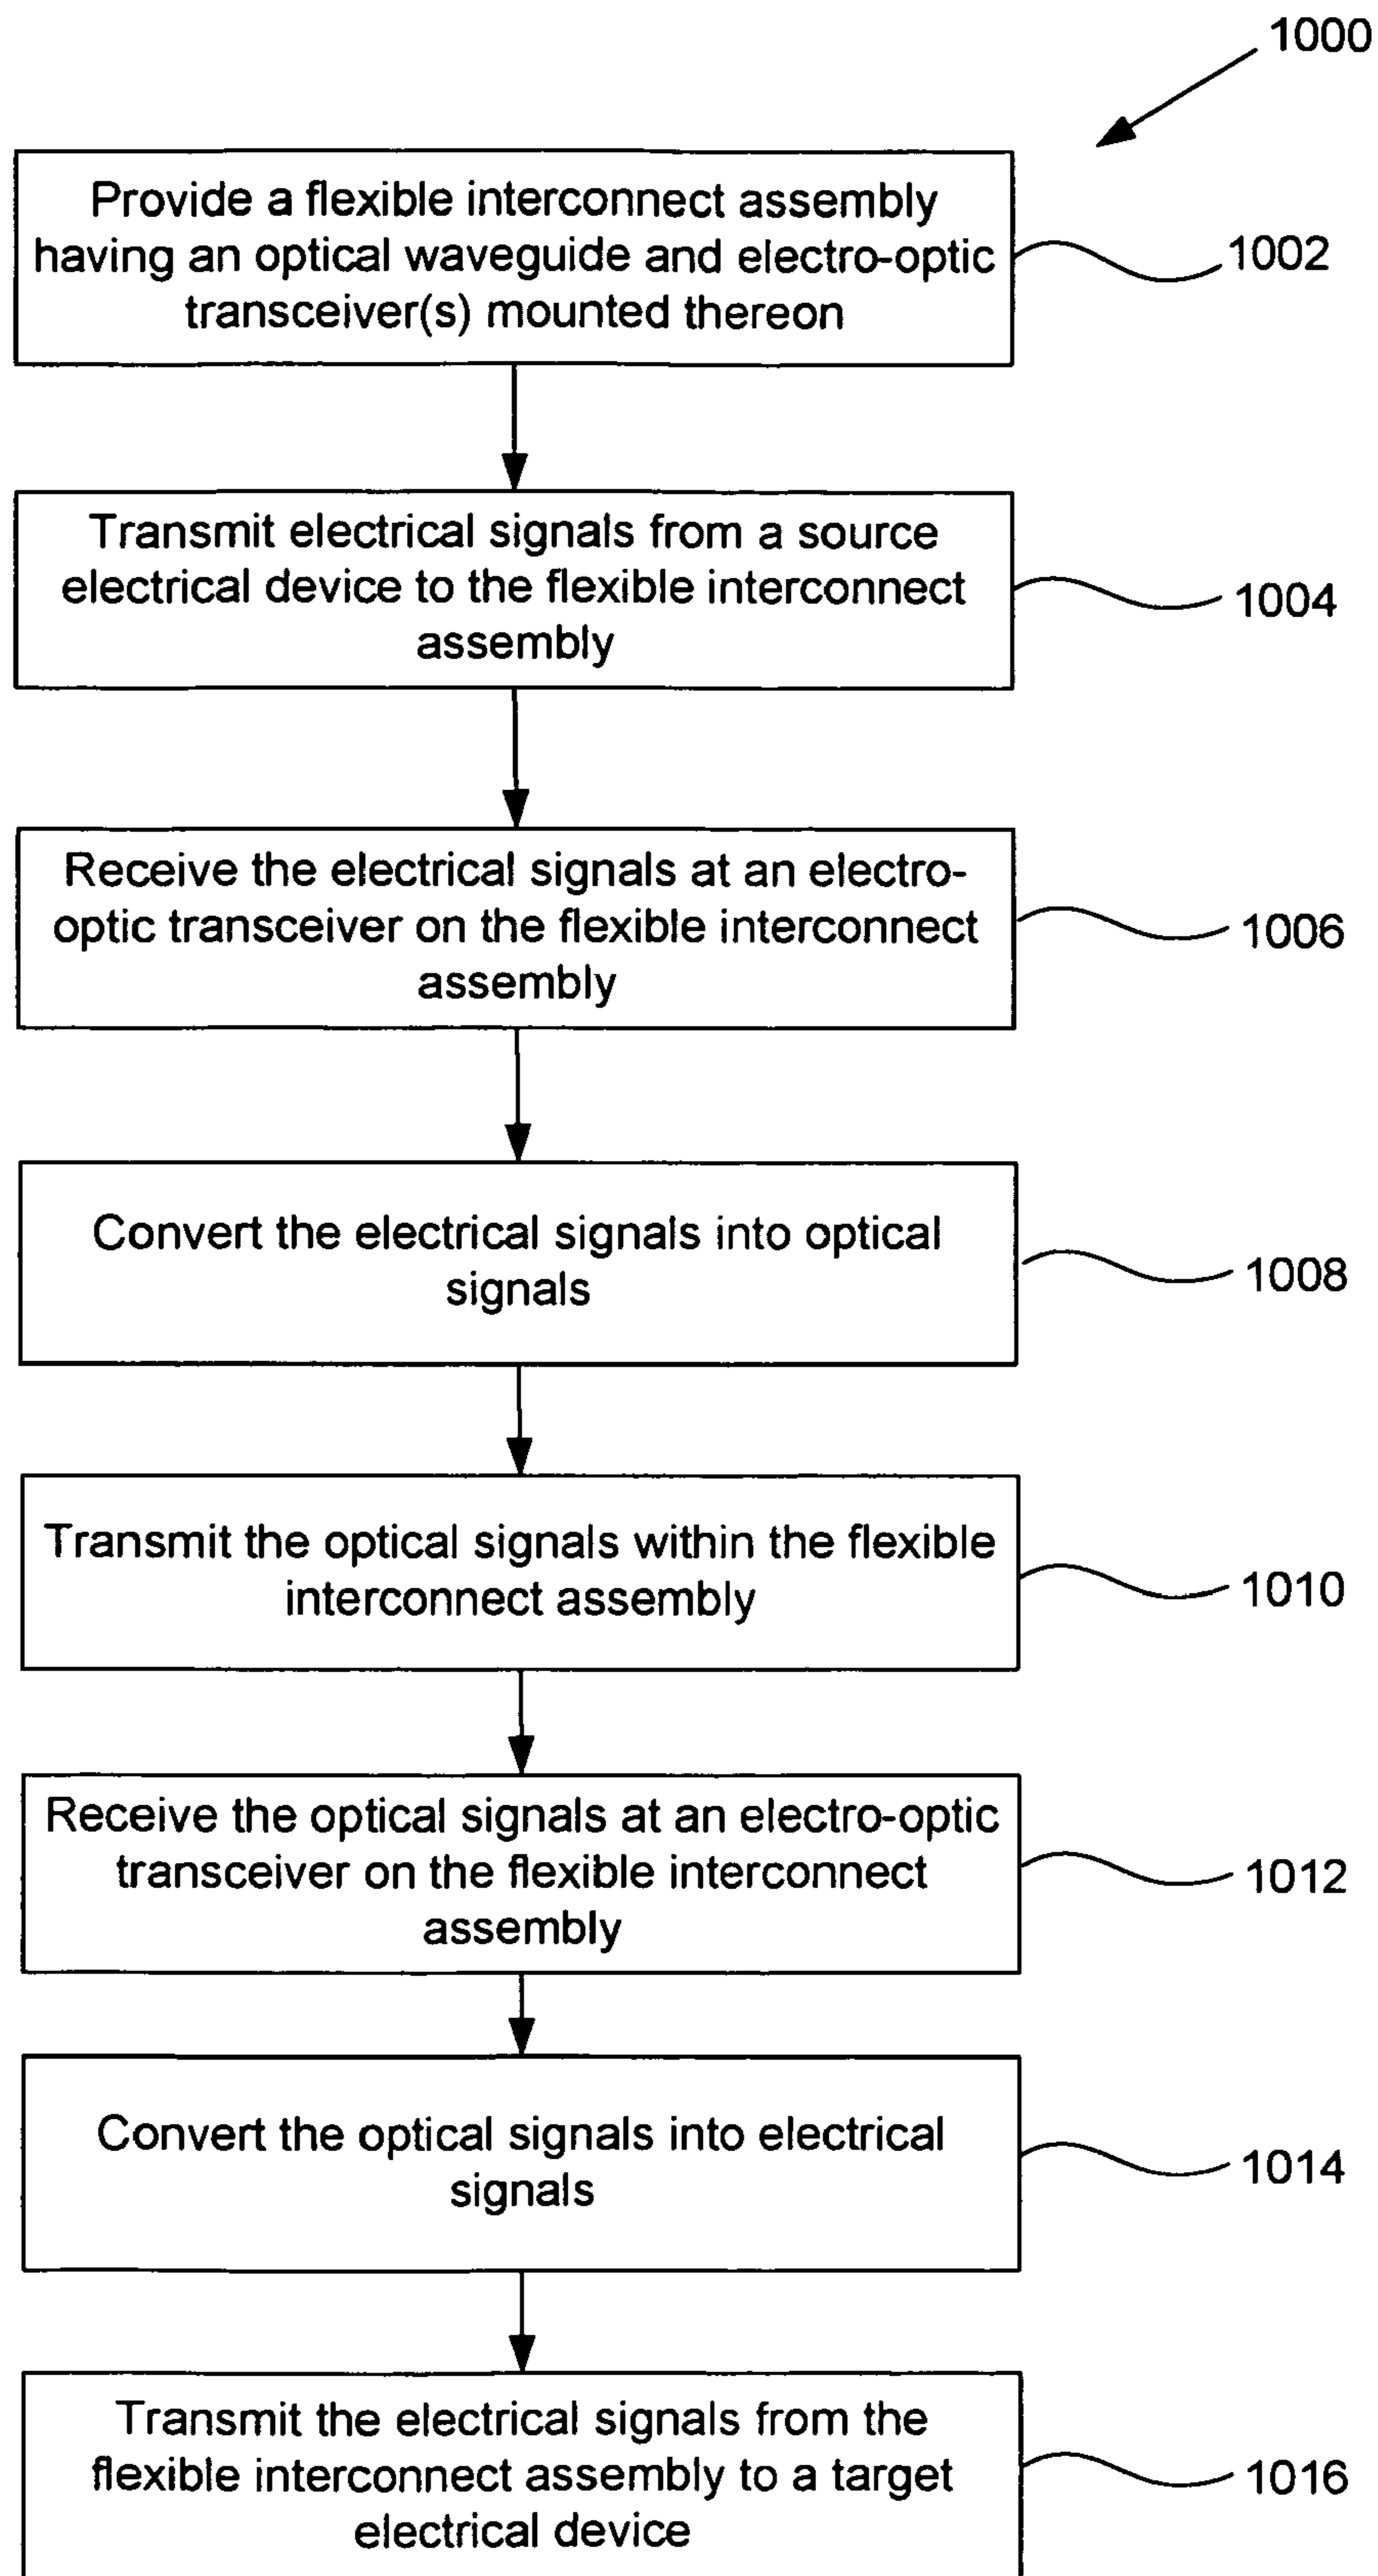 1000
Provide a flexible interconnect assembly
having an optical waveguide and electro-optic
transceiver(s) mounted thereon
1002
Transmit electrical signals from a source
electrical device to the flexible interconnect
assembly
1004
Receive the electrical signals at an electro-
optic transceiver on the flexible interconnect
assembly
1006
Convert the electrical signals into optical
signals
1008
Transmit the optical signals within the flexible
interconnect assembly
1010
Receive the optical signals at an electro-optic
transceiver on the flexible interconnect
assembly
1012
Convert the optical signals into electrical
signals
1014
Transmit the electrical signals from the
flexible interconnect assembly to a target
electrical device
1016